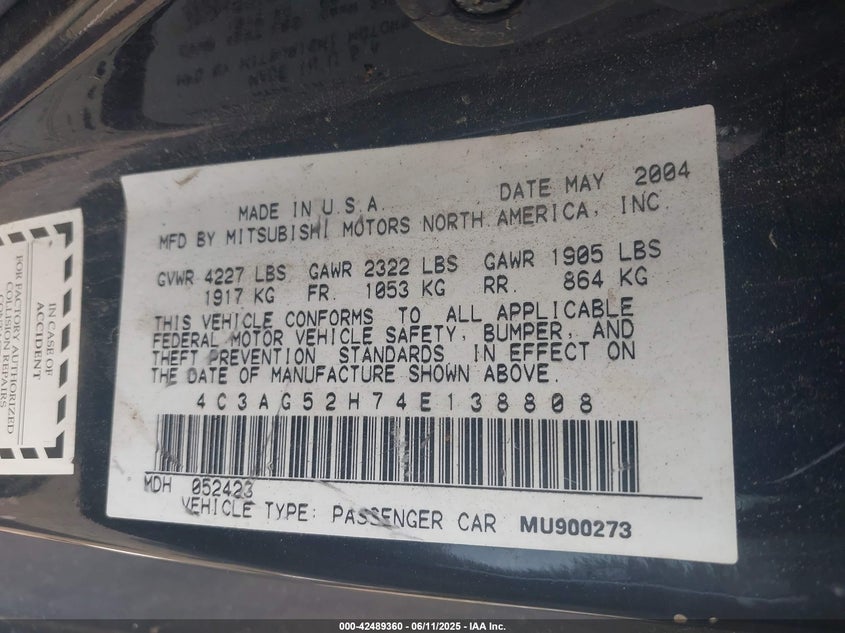 DATE MAY 2004
MADE IN U.S.A.
MFD BY MITSUBISHI MOTORS NORTH AMERICA, INC.
GVWR 4227 LBS GAWR 2322 LBS GAWR 1905 LBS
1917 KG FR. 1053 KG RR. 864 KG
THIS VEHICLE CONFORMS TO ALL APPLICABLE
FEDERAL MOTOR VEHICLE SAFETY, BUMPER, AND
THEFT PREVENTION STANDARDS IN EFFECT ON
THE DATE OF MANUFACTURE SHOWN ABOVE.
4C3AG52H74E138808
MDH 052423
VEHICLE TYPE: PASSENGER CAR MU900273
IN CASE OF
ACCIDENT
FOR FACTORY AUTHORIZED
COLLISION REPAIRS
000-42489360 - 06/11/2025 - IAA Inc.